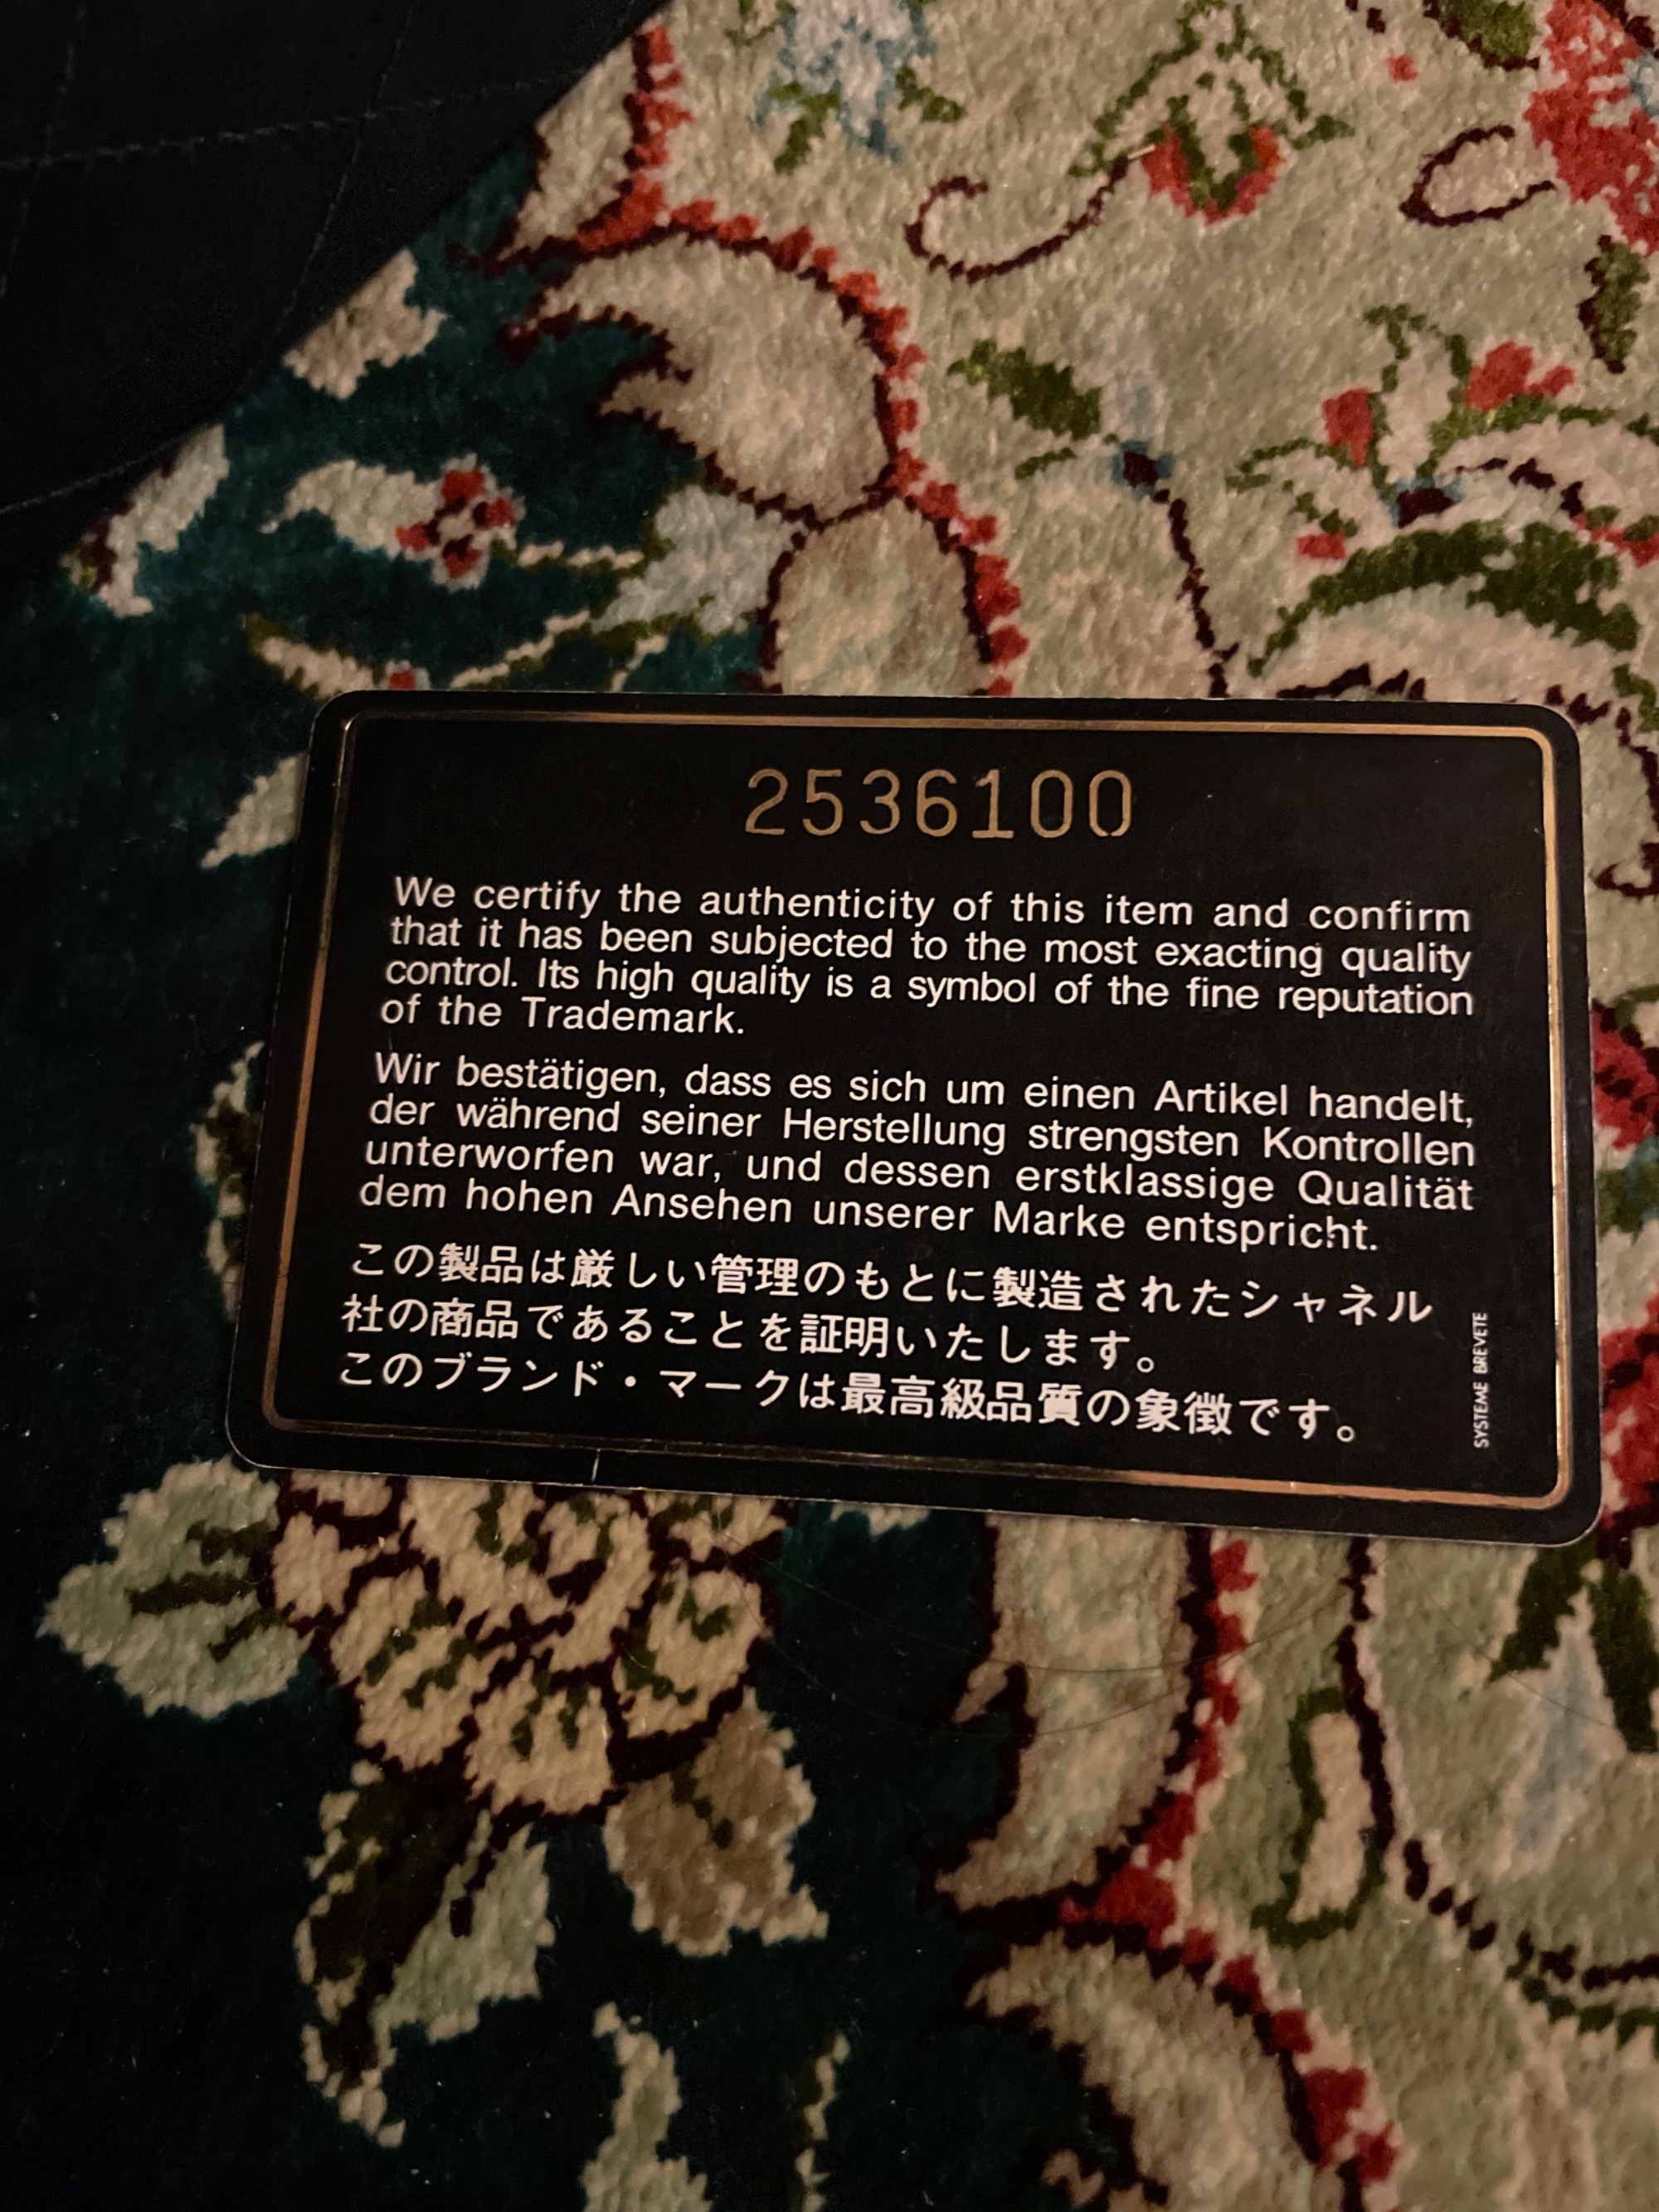 2536100
We certify the authenticity of this item and confirm
that it has been subjected to the most exacting quality
control. Its high quality is a symbol of the fine reputation
of the Trademark.
Wir bestätigen, dass es sich um einen Artikel handelt,
der während seiner Herstellung strengsten Kontrollen
unterworfen war, und dessen erstklassige Qualität
dem hohen Ansehen unserer Marke entspricht.
この製品は厳しい管理のもとに製造されたシャネル
社の商品であることを証明いたします。
このブランド・マークは最高級品質の象徴です。
SYSTEME BREVETE